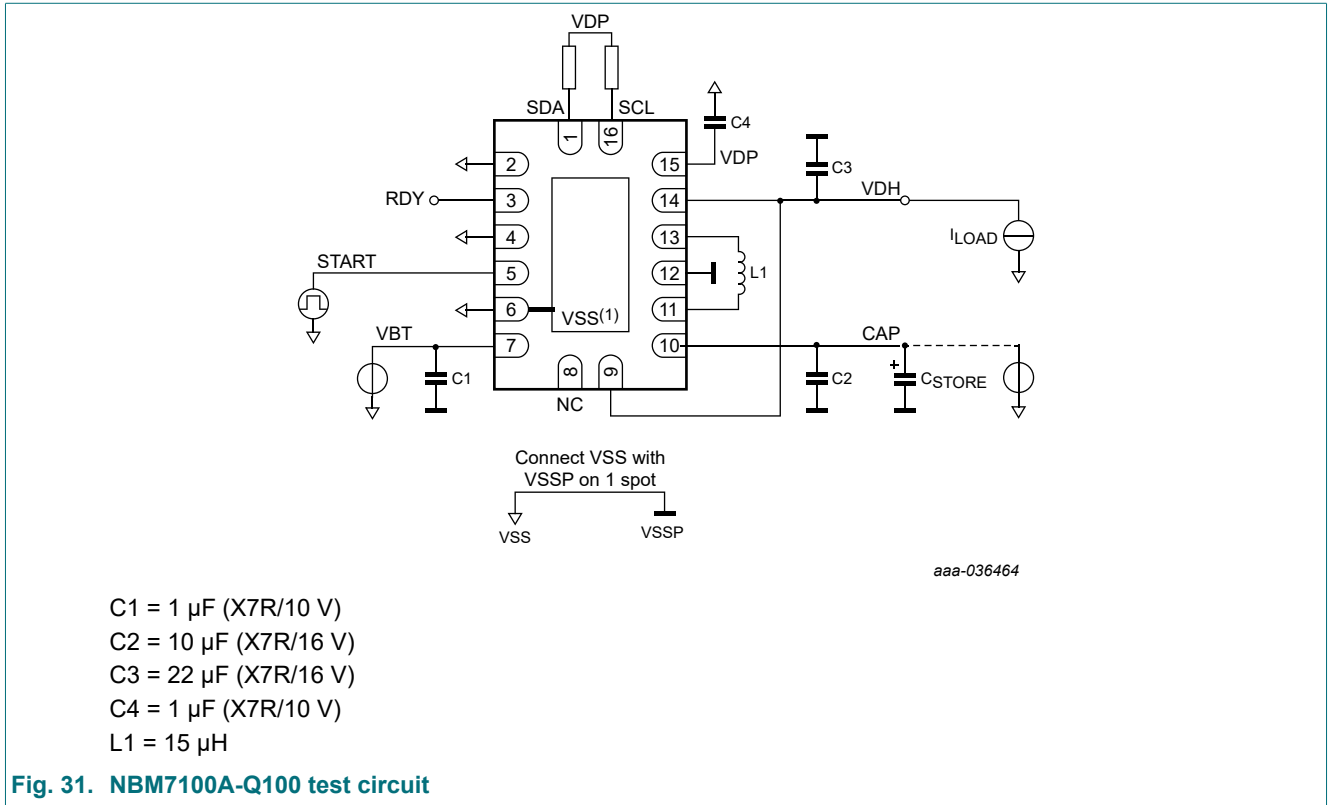 VDP
SDA
SCL
1
16
C4
2
15
VDP
C3
RDY
3
14
VDH
4
13
ILOAD
START
5
12
L1
6
VSS(1)
11
VBT
7
10
CAP
C1
8
9
C2
+
CSTORE
NC
Connect VSS with
VSSP on 1 spot
VSS
VSSP
aaa-036464
C1 = 1 µF (X7R/10 V)
C2 = 10 µF (X7R/16 V)
C3 = 22 µF (X7R/16 V)
C4 = 1 µF (X7R/10 V)
L1 = 15 µH
Fig. 31. NBM7100A-Q100 test circuit